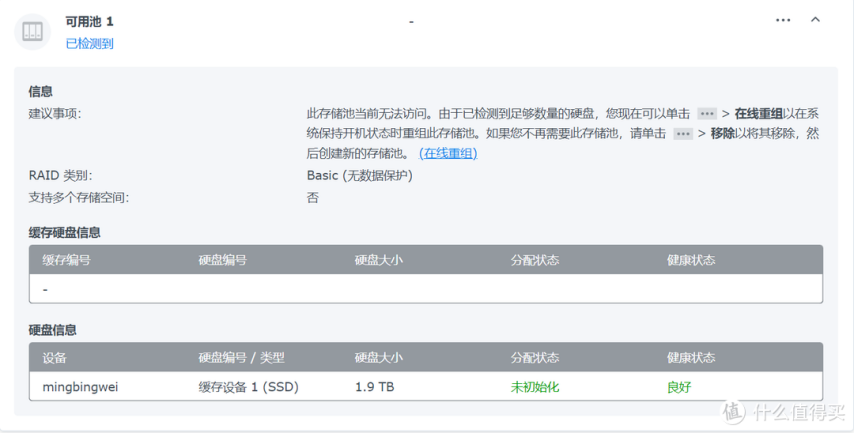 可用池 1
-
已检测到
信息
建议事项：
此存储池当前无法访问。由于已检测到足够数量的硬盘，您现在可以单击 ••• > 在线重组以在系
统保持开机状态时重组此存储池。如果您不再需要此存储池，请单击 ••• > 移除以将其移除，然
后创建新的存储池。 (在线重组)
RAID 类别：
Basic (无数据保护)
支持多个存储空间：
否
缓存硬盘信息
缓存编号 硬盘编号 硬盘大小 分配状态 健康状态
-
硬盘信息
设备 硬盘编号 / 类型 硬盘大小 分配状态 健康状态
mingbingwei 缓存设备 1 (SSD) 1.9 TB 未初始化 良好
值 什么值得买